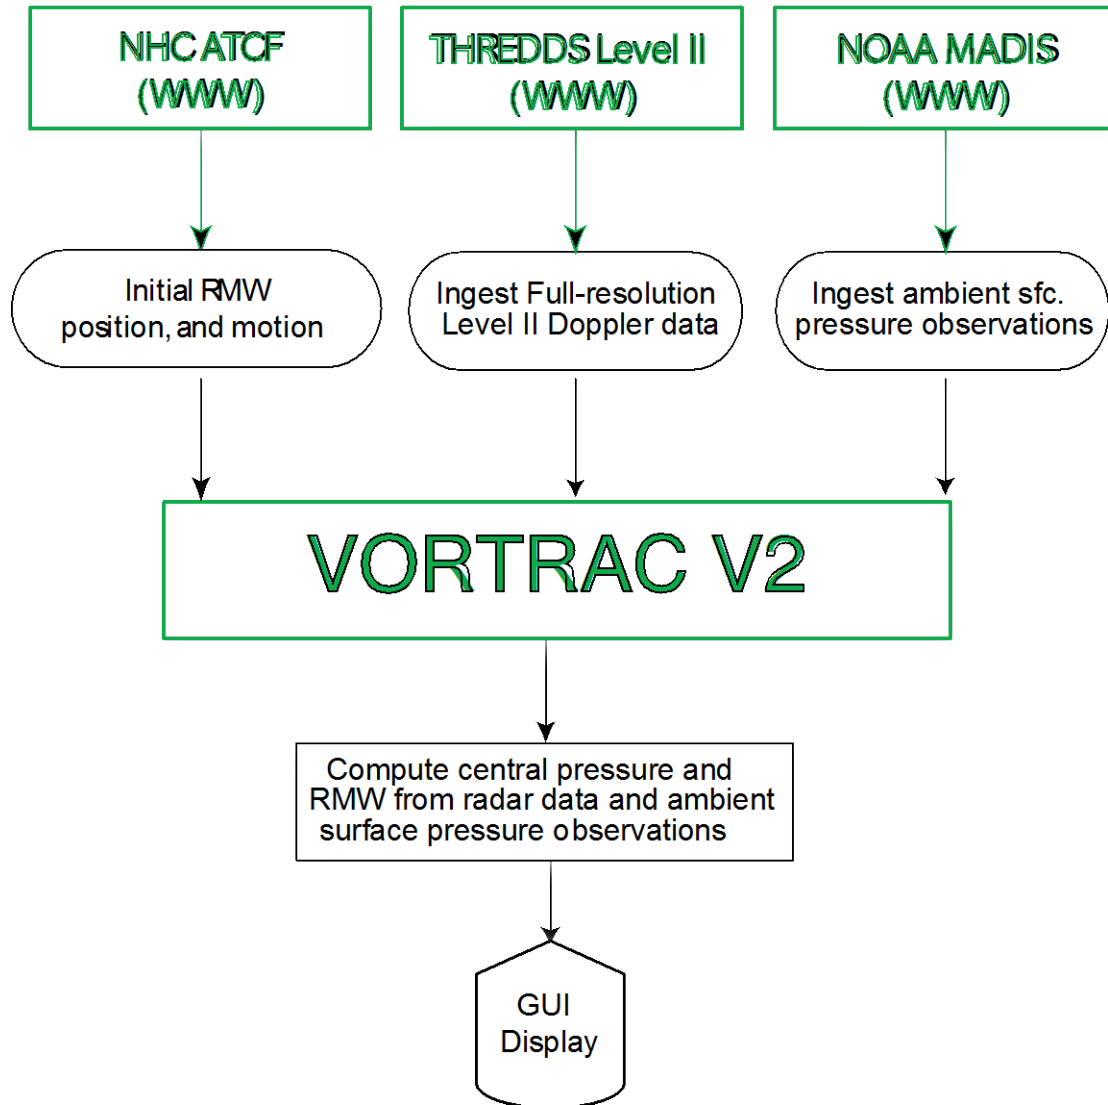 NHC ATCF
(WWW)
THREDDS Level II
(WWW)
NOAA MADIS
(WWW)
Initial RMW
position, and motion
Ingest Full-resolution
Level II Doppler data
Ingest ambient sfc.
pressure observations
VORTRAC V2
Compute central pressure and
RMW from radar data and ambient
surface pressure observations
GUI
Display